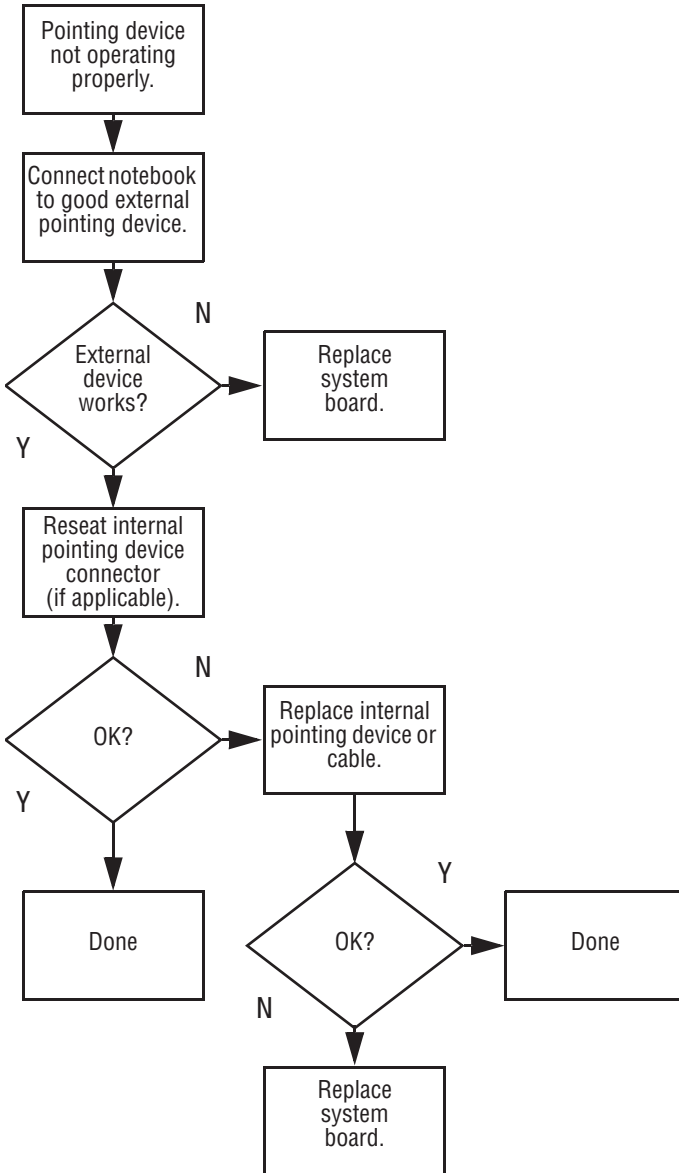 Pointing device
not operating
properly.
Connect notebook
to good external
pointing device.
N
External
device
works?
Replace
system
board.
Y
Reseat internal
pointing device
connector
(if applicable).
N
OK?
Replace internal
pointing device or
cable.
Y
Y
Done
OK?
Done
N
Replace
system
board.